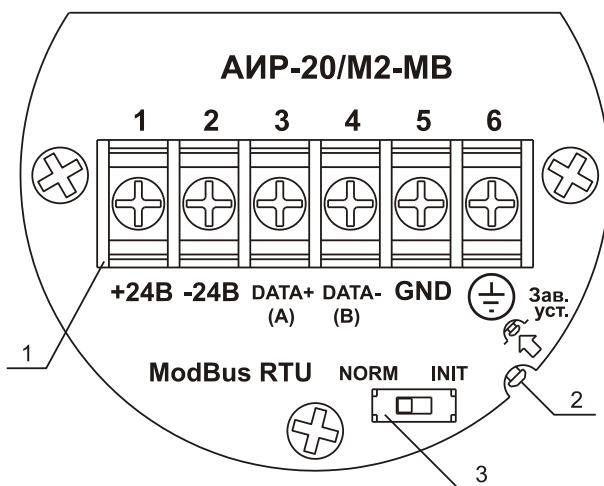 АИР-20/М2-МВ
1 2 3 4 5 6
+24В -24В DATA+ (A) DATA- (B) GND
Зав. уст.
1
ModBus RTU
NORM INIT
2
3